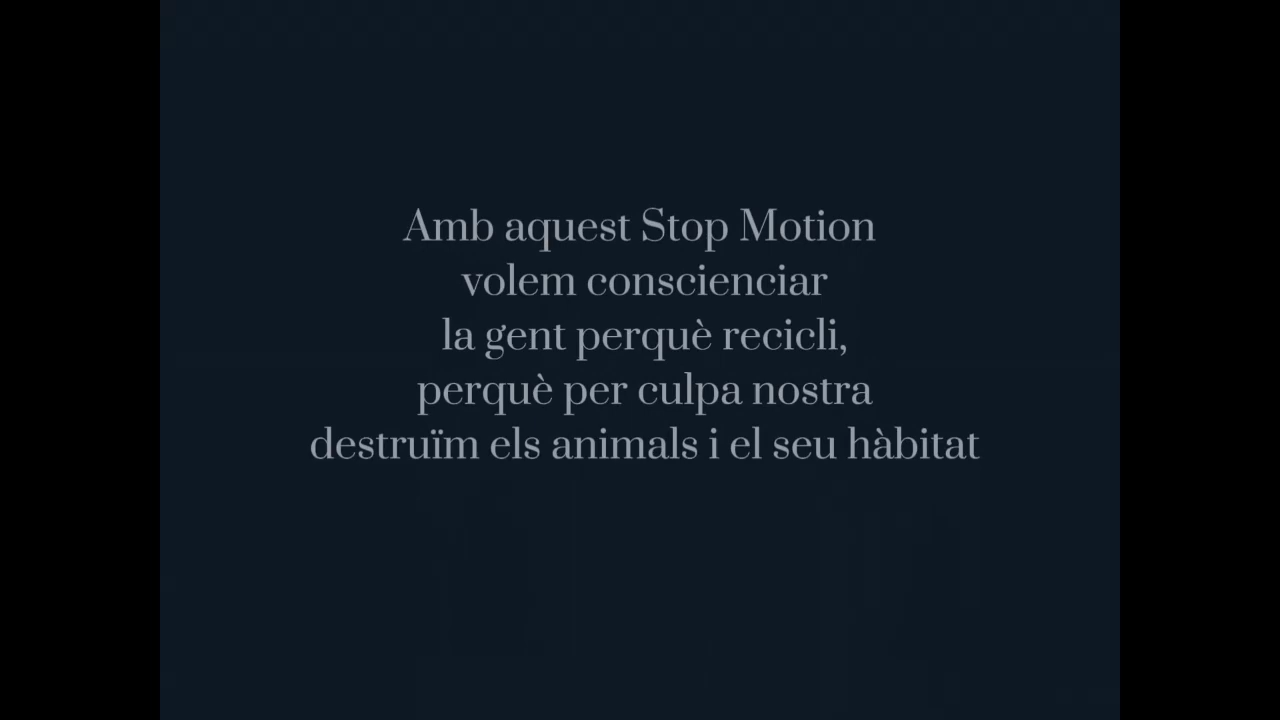 Amb aquest Stop Motion
volem conscienciar
la gent perquè recicli,
perquè per culpa nostra
destruïm els animals i el seu hàbitat